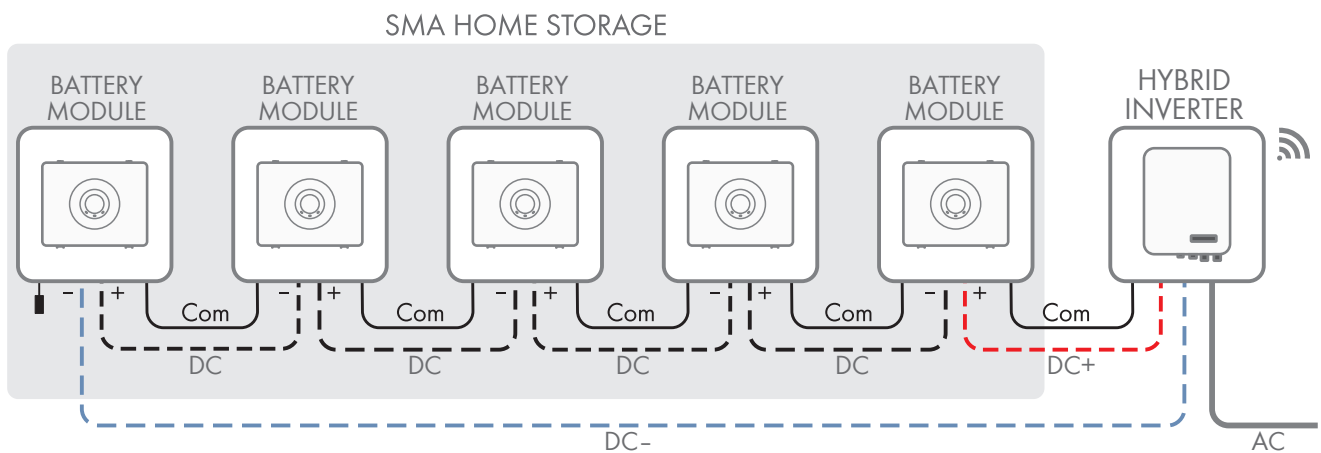 SMA HOME STORAGE
BATTERY
MODULE
BATTERY
MODULE
BATTERY
MODULE
BATTERY
MODULE
BATTERY
MODULE
HYBRID
INVERTER
– +
– +
– +
– +
– +
Com
Com
Com
Com
Com
DC
DC
DC
DC
DC+
DC–
AC